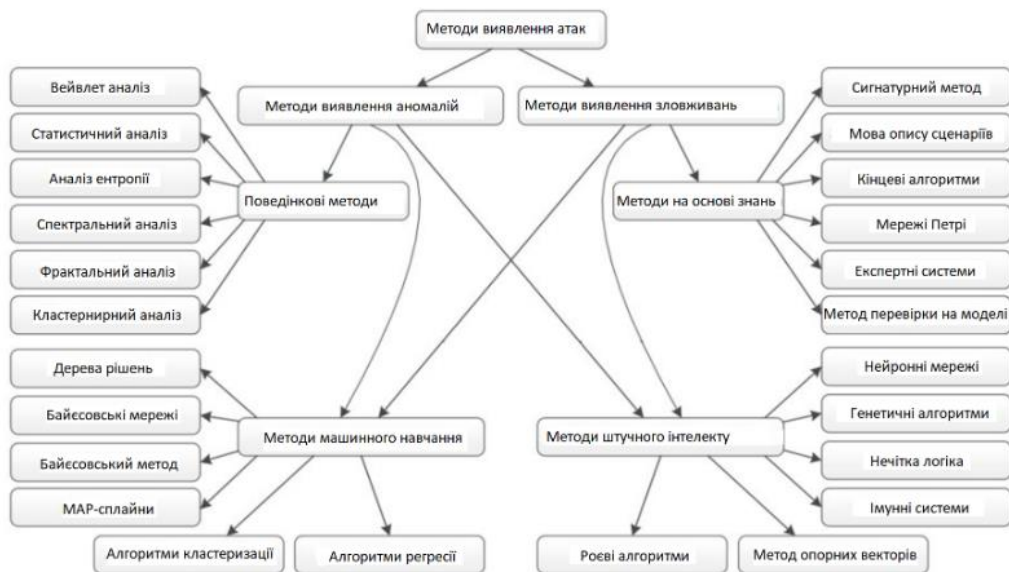 Методи виявлення атак
Вейвлет аналіз
Методи виявлення аномалій
Методи виявлення зловживань
Сигнатурний метод
Статистичний аналіз
Мова опису сценаріїв
Аналіз ентропії
Поведінкові методи
Методи на основі знань
Кінцеві алгоритми
Спектральний аналіз
Мережі Петрі
Фрактальний аналіз
Експертні системи
Кластернирний аналіз
Метод перевірки на моделі
Дерева рішень
Нейронні мережі
Байєсовські мережі
Генетичні алгоритми
Методи машинного навчання
Методи штучного інтелекту
Байєсовський метод
Нечітка логіка
МАР-сплайни
Імунні системи
Алгоритми кластеризації
Алгоритми регресії
Роєві алгоритми
Метод опорних векторів